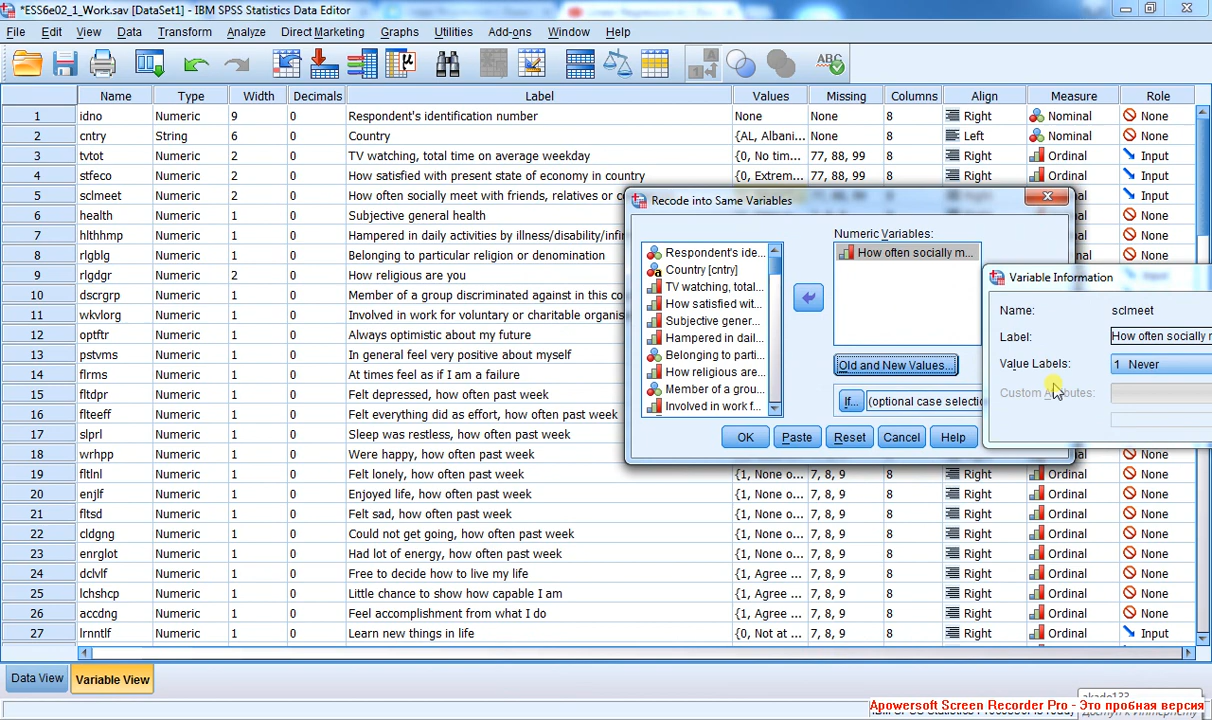 *ESS6e02_1_Work.sav [DataSet1] - IBM SPSS Statistics Data Editor
File Edit View Data Transform Analyze Direct Marketing Graphs Utilities Add-ons Window Help
Name Type Width Decimals Label Values Missing Columns Align Measure Role
1 idno Numeric 9 0 Respondent's identification number None None 8 Right Nominal None
2 cntry String 6 0 Country {AL, Albani... None 8 Left Nominal None
3 tvtot Numeric 2 0 TV watching, total time on average weekday {0, No tim... 77, 88, 99 8 Right Ordinal Input
4 stfeco Numeric 2 0 How satisfied with present state of economy in country {0, Extrem... 77, 88, 99 8 Right Ordinal Input
5 sclmeet Numeric 2 0 How often socially meet with friends, relatives or co Input
6 health Numeric 1 0 Subjective general health
7 hlthhmp Numeric 1 0 Hampered in daily activities by illness/disability/infir
8 rlgblg Numeric 1 0 Belonging to particular religion or denomination
9 rlgdgr Numeric 2 0 How religious are you
10 dscrgrp Numeric 1 0 Member of a group discriminated against in this co
11 wkvlorg Numeric 1 0 Involved in work for voluntary or charitable organis
12 optftr Numeric 1 0 Always optimistic about my future
13 pstvms Numeric 1 0 In general feel very positive about myself
14 flrms Numeric 1 0 At times feel as if I am a failure
15 fltdpr Numeric 1 0 Felt depressed, how often past week
16 flteeff Numeric 1 0 Felt everything did as effort, how often past week
17 slprl Numeric 1 0 Sleep was restless, how often past week
18 wrhpp Numeric 1 0 Were happy, how often past week None
19 fltlnl Numeric 1 0 Felt lonely, how often past week {1, None o... 7, 8, 9 8 Right Ordinal None
20 enjlf Numeric 1 0 Enjoyed life, how often past week {1, None o... 7, 8, 9 8 Right Ordinal None
21 fltsd Numeric 1 0 Felt sad, how often past week {1, None o... 7, 8, 9 8 Right Ordinal None
22 cldgng Numeric 1 0 Could not get going, how often past week {1, None o... 7, 8, 9 8 Right Ordinal None
23 enrglot Numeric 1 0 Had lot of energy, how often past week {1, None o... 7, 8, 9 8 Right Ordinal None
24 dclvlf Numeric 1 0 Free to decide how to live my life {1, Agree ... 7, 8, 9 8 Right Ordinal None
25 lchshcp Numeric 1 0 Little chance to show how capable I am {1, Agree ... 7, 8, 9 8 Right Ordinal None
26 accdng Numeric 1 0 Feel accomplishment from what I do {1, Agree ... 7, 8, 9 8 Right Ordinal None
27 lrnntlf Numeric 1 0 Learn new things in life {0, Not at ... 7, 8, 9 8 Right Ordinal Input
Recode into Same Variables
Numeric Variables:
Respondent's ide...
Country [cntry]
TV watching, total...
How satisfied wit...
Subjective gener...
Hampered in dail...
Belonging to parti...
How religious are...
Member of a grou...
Involved in work f...
How often socially m...
Old and New Values...
If... (optional case selectio
OK Paste Reset Cancel Help
Variable Information
Name: sclmeet
Label: How often socially
Value Labels: 1 Never
Custom Attributes:
Data View Variable View
Apowersoft Screen Recorder Pro - Это пробная версия